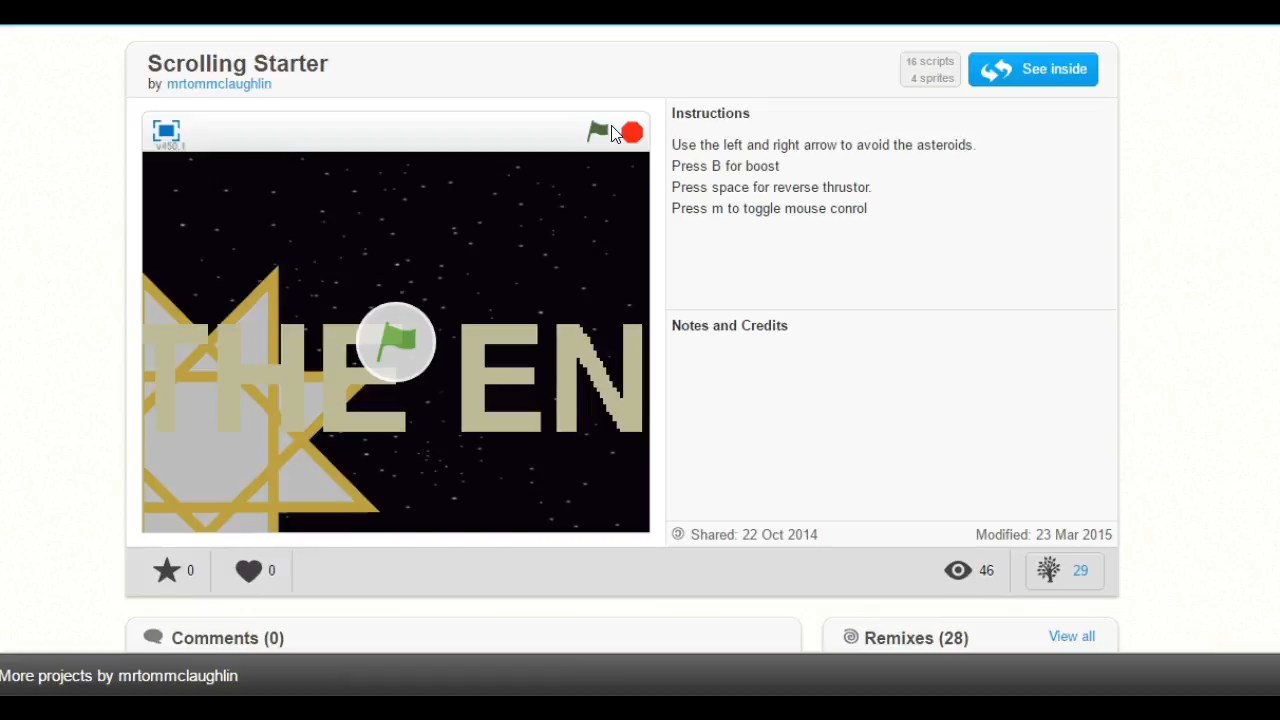 Scrolling Starter
by mrtommclaughlin
16 scripts
4 sprites
See inside
v450.1
THE EN
Instructions
Use the left and right arrow to avoid the asteroids.
Press B for boost
Press space for reverse thrustor.
Press m to toggle mouse conrol
Notes and Credits
Shared: 22 Oct 2014
Modified: 23 Mar 2015
0
0
46
29
Comments (0)
Remixes (28)
View all
More projects by mrtommclaughlin